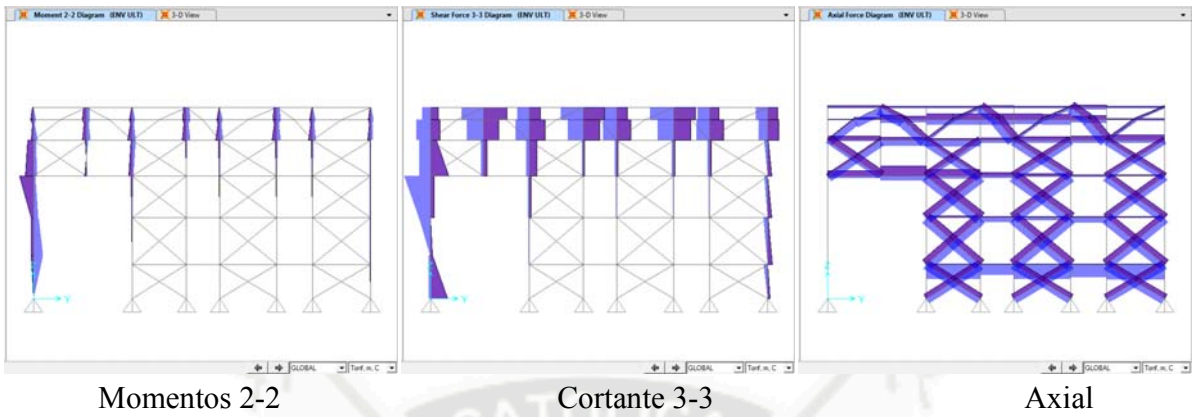 Moment 2-2 Diagram (ENV ULT)
3-D View
Shear Force 3-3 Diagram (ENV ULT)
3-D View
Axial Force Diagram (ENV ULT)
3-D View
Y
Y
Z
Y
GLOBAL
Tonf, m, C
GLOBAL
Tonf, m, C
GLOBAL
Tonf, m, C
Momentos 2-2
Cortante 3-3
Axial
CATOLICA